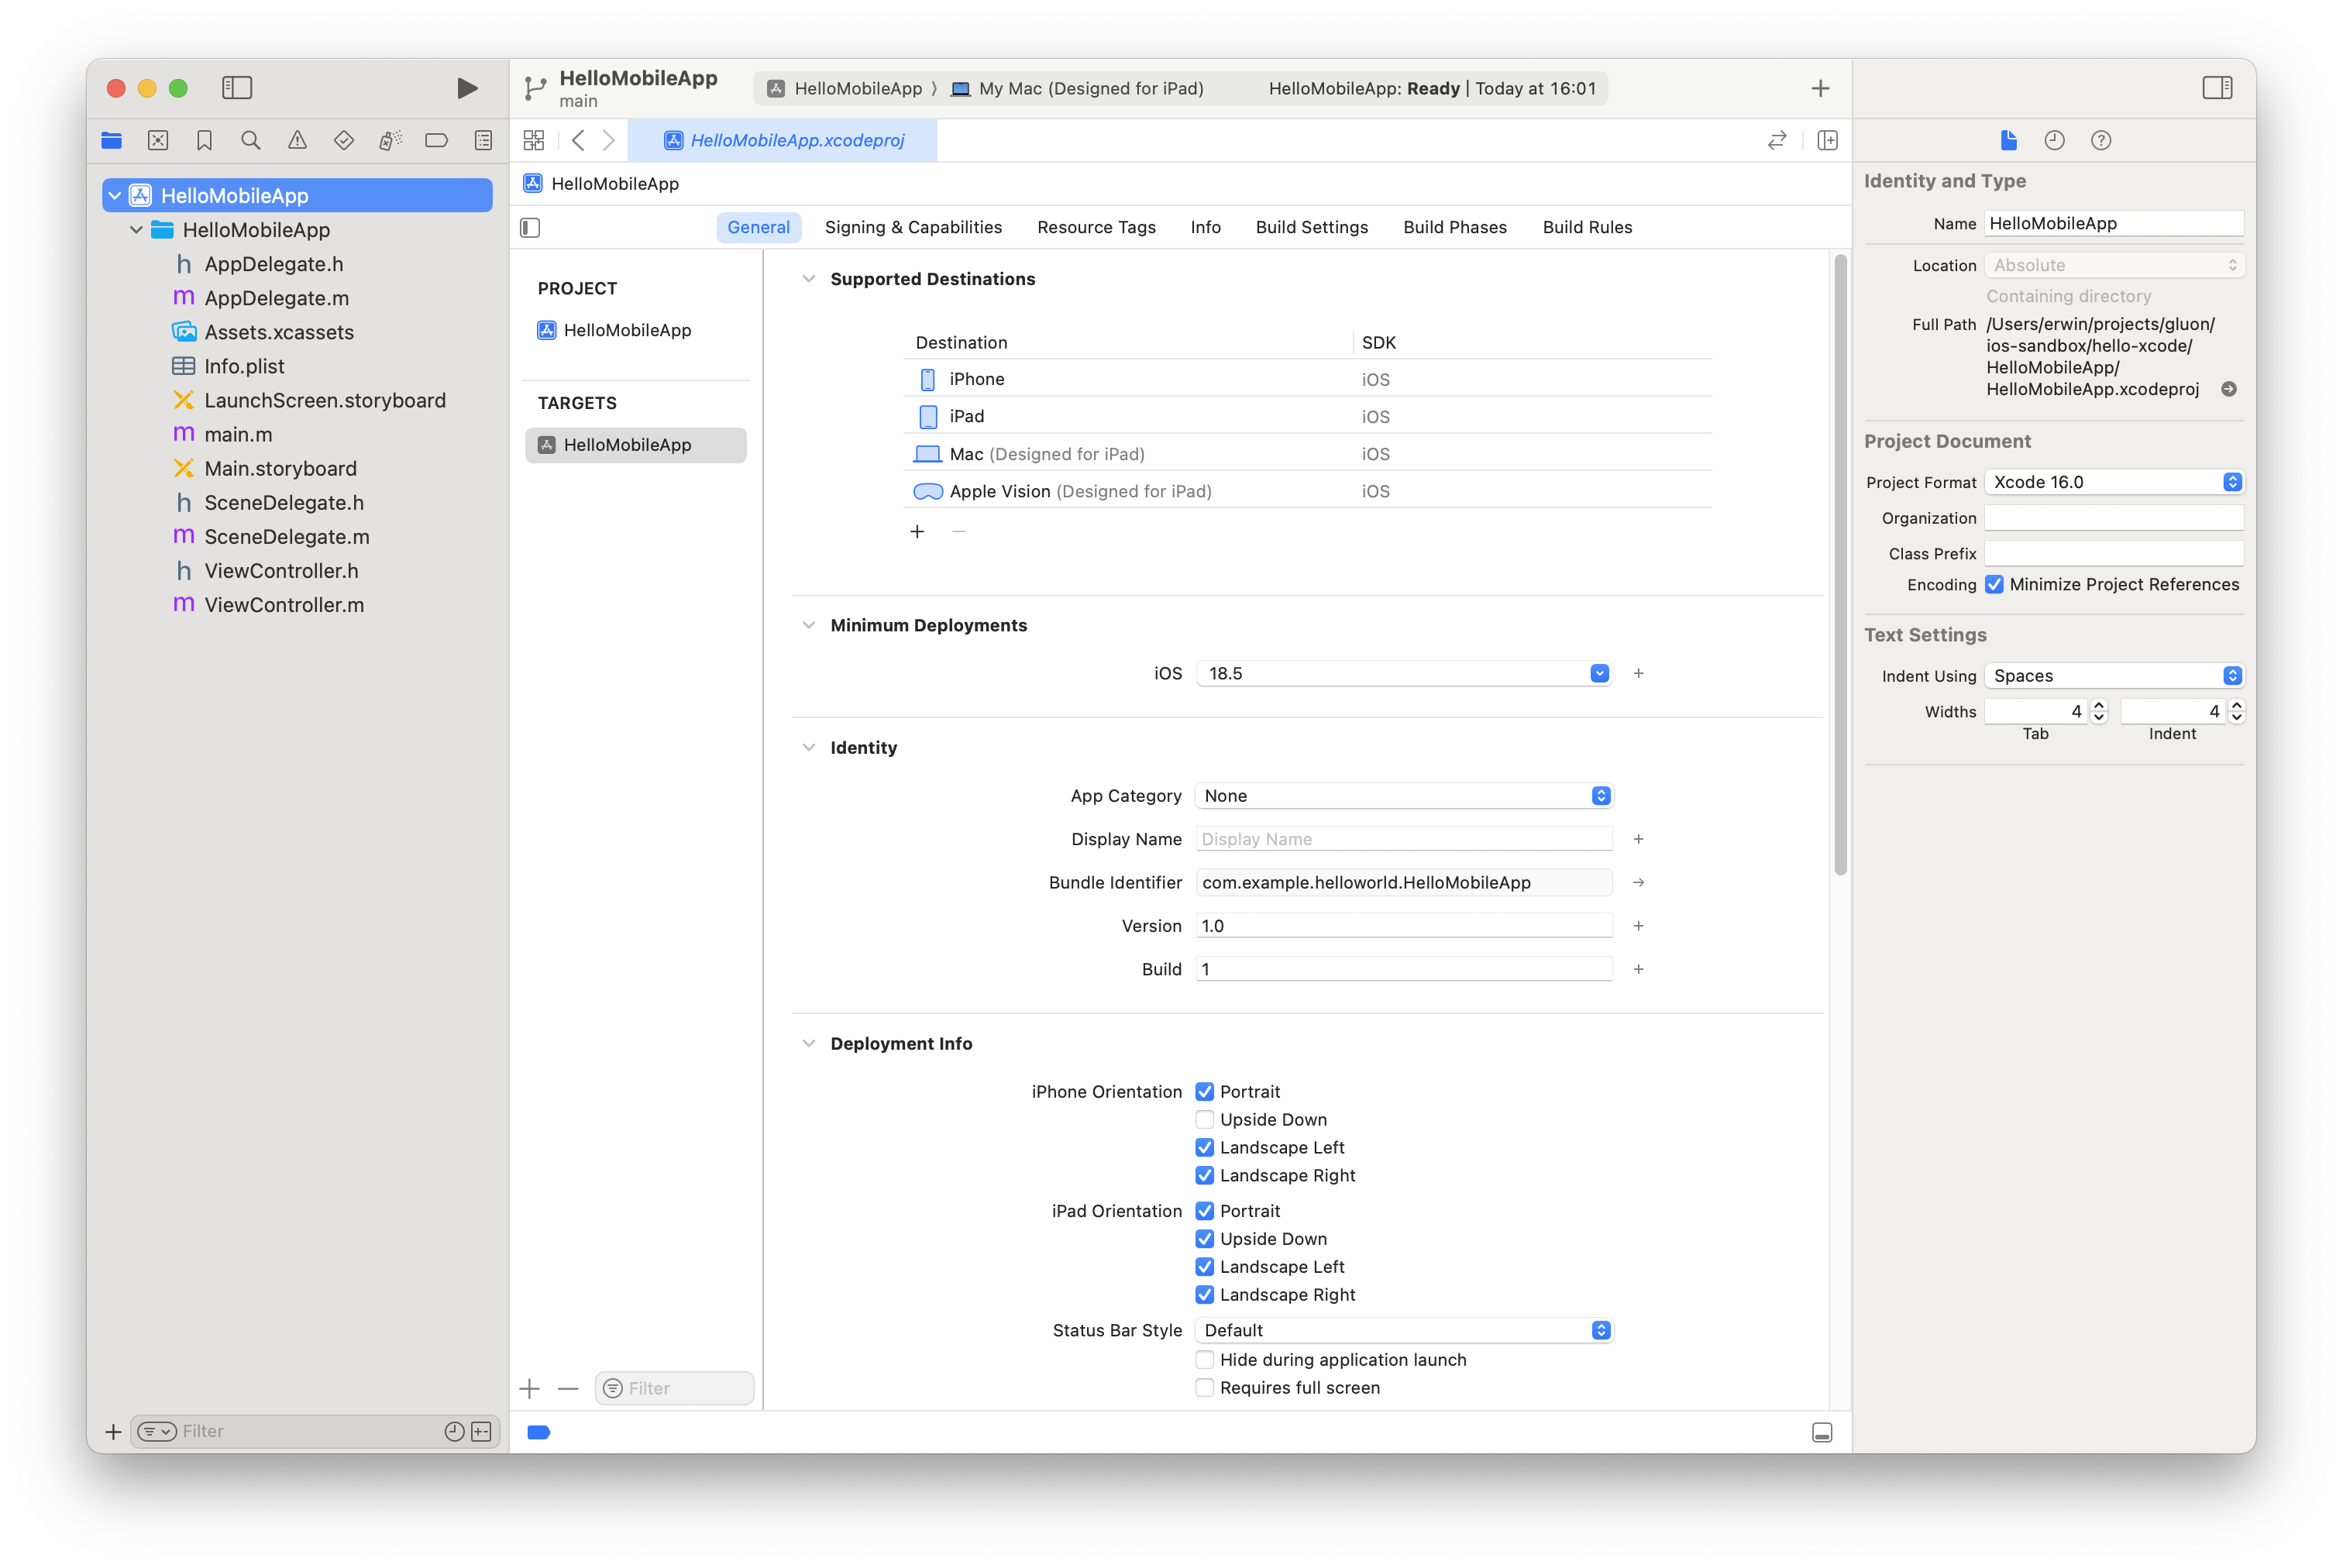 HelloMobileApp
main
HelloMobileApp ⟩ My Mac (Designed for iPad)
HelloMobileApp: Ready | Today at 16:01
HelloMobileApp
HelloMobileApp
AppDelegate.h
AppDelegate.m
Assets.xcassets
Info.plist
LaunchScreen.storyboard
main.m
Main.storyboard
SceneDelegate.h
SceneDelegate.m
ViewController.h
ViewController.m
Filter
HelloMobileApp.xcodeproj
HelloMobileApp
General Signing & Capabilities Resource Tags Info Build Settings Build Phases Build Rules
PROJECT
HelloMobileApp
TARGETS
HelloMobileApp
Filter
Supported Destinations
Destination SDK
iPhone iOS
iPad iOS
Mac (Designed for iPad) iOS
Apple Vision (Designed for iPad) iOS
Minimum Deployments
iOS 18.5
Identity
App Category None
Display Name Display Name
Bundle Identifier com.example.helloworld.HelloMobileApp
Version 1.0
Build 1
Deployment Info
iPhone Orientation Portrait
Upside Down
Landscape Left
Landscape Right
iPad Orientation Portrait
Upside Down
Landscape Left
Landscape Right
Status Bar Style Default
Hide during application launch
Requires full screen
Identity and Type
Name HelloMobileApp
Location Absolute
Containing directory
Full Path /Users/erwin/projects/gluon/
ios-sandbox/hello-xcode/
HelloMobileApp/
HelloMobileApp.xcodeproj
Project Document
Project Format Xcode 16.0
Organization
Class Prefix
Encoding Minimize Project References
Text Settings
Indent Using Spaces
Widths 4 4
Tab Indent